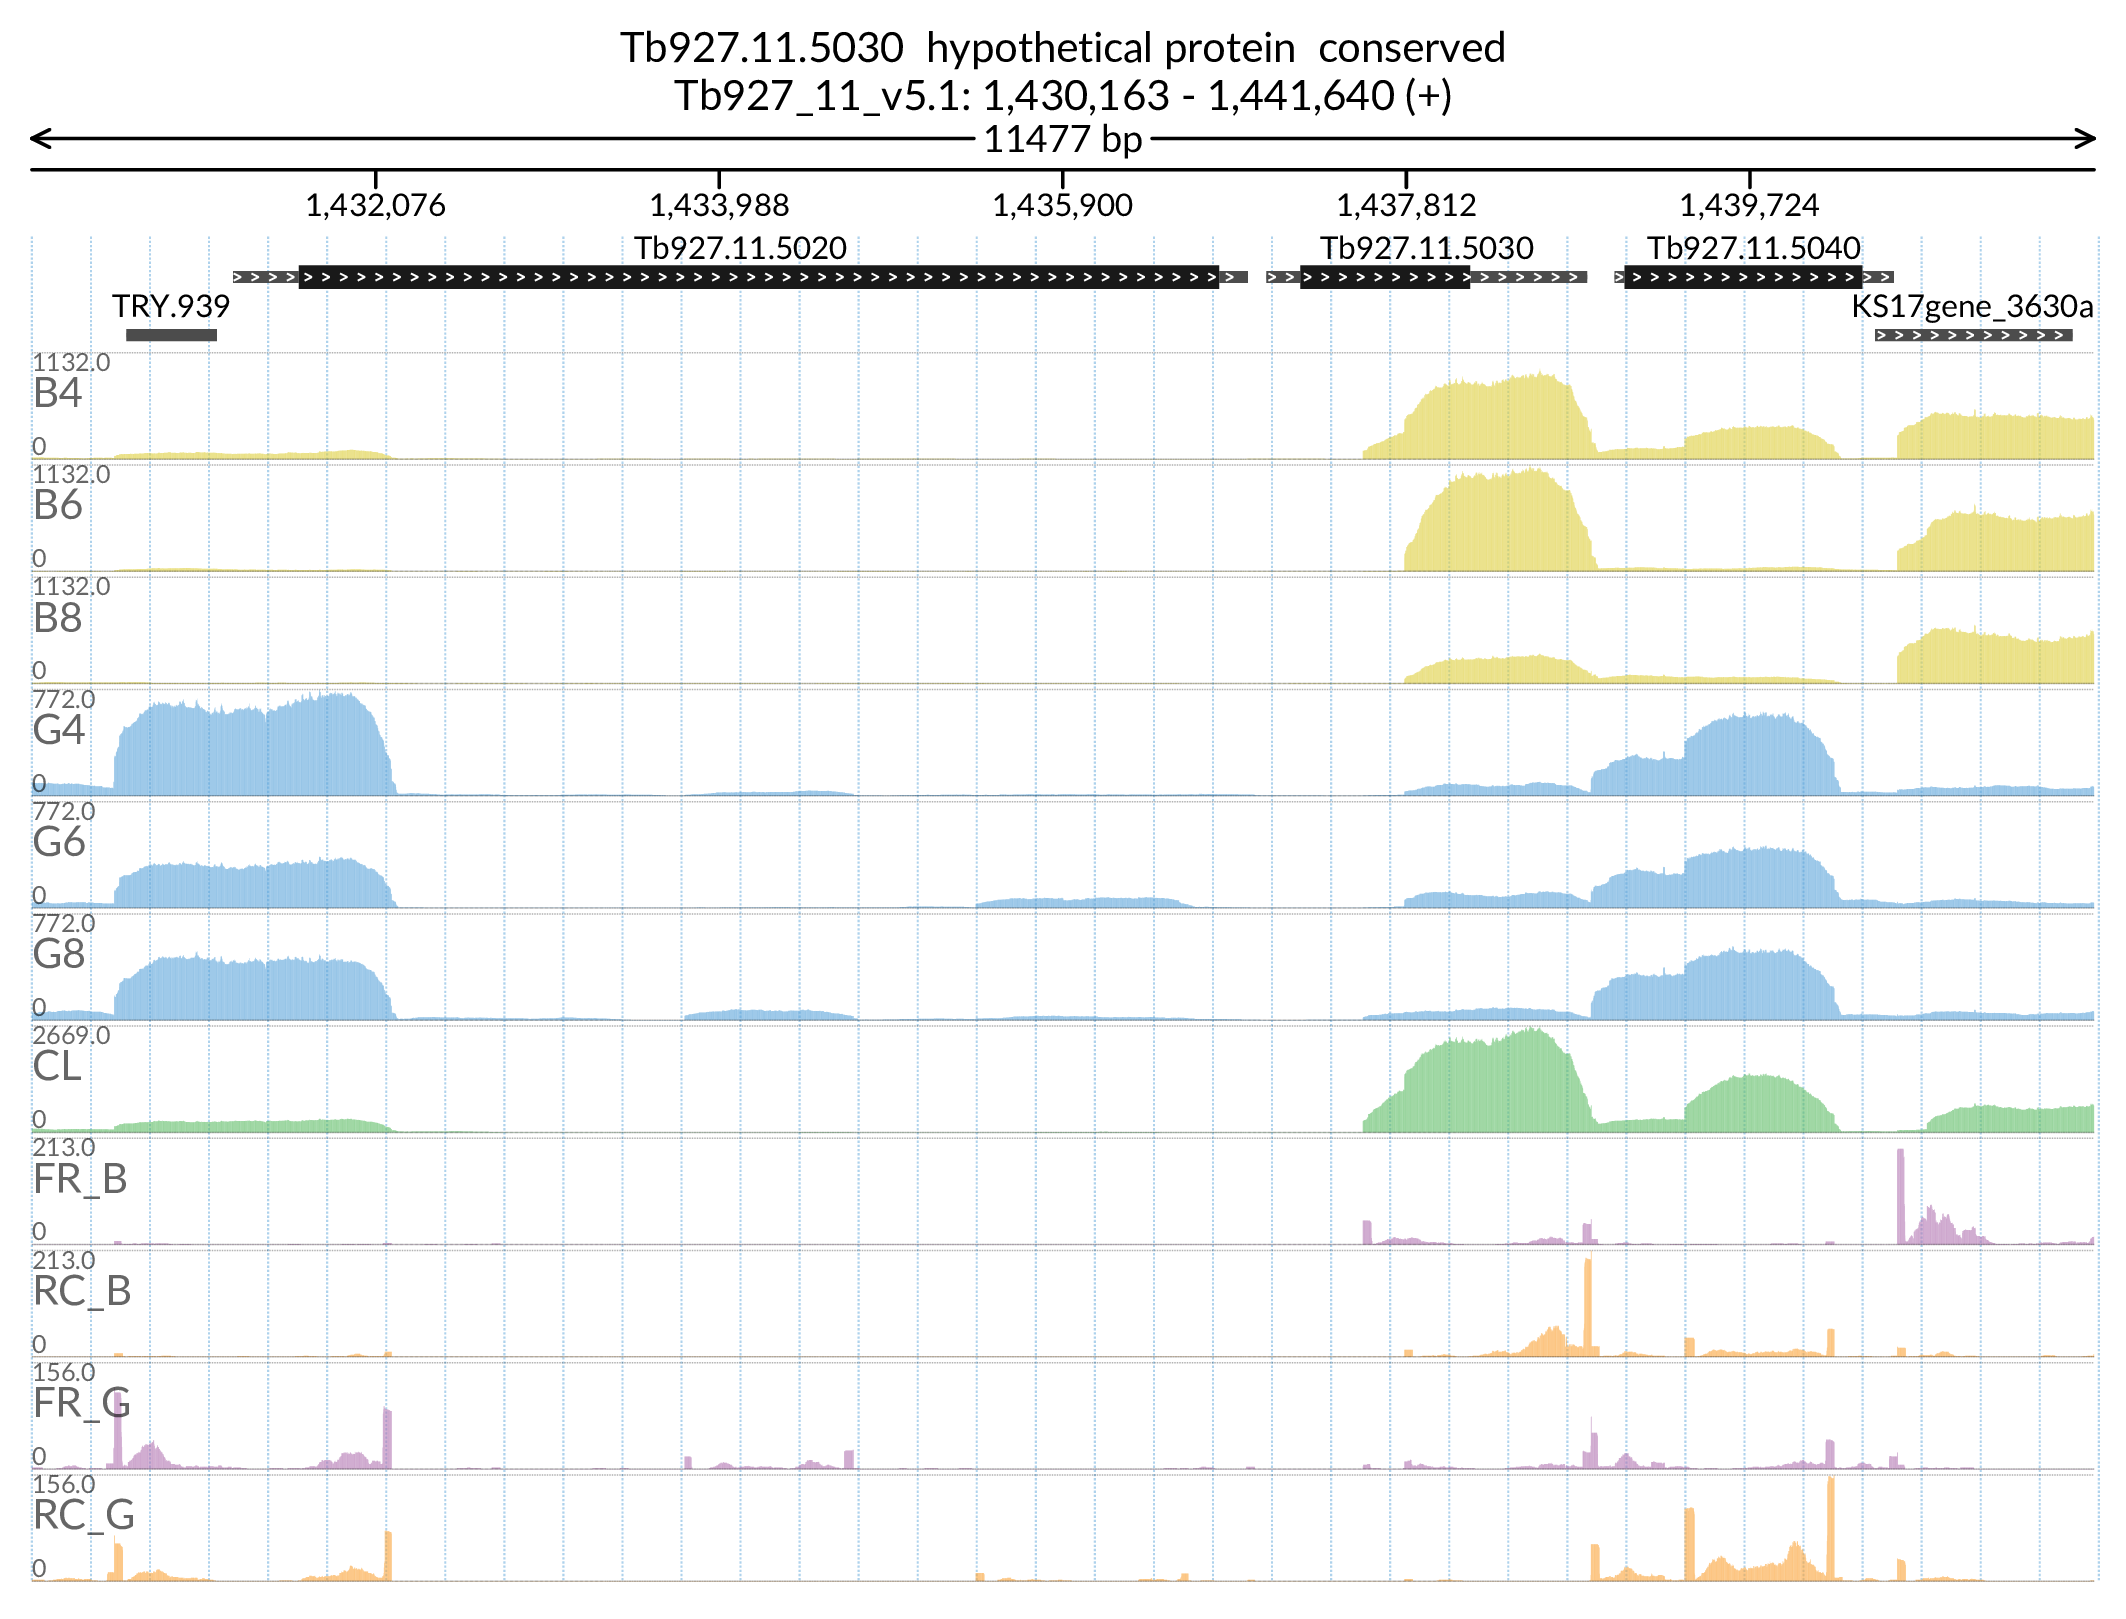 Tb927.11.5030 hypothetical protein conserved
Tb927_11_v5.1: 1,430,163 - 1,441,640 (+)
11477 bp
1,432,076 1,433,988 1,435,900 1,437,812 1,439,724
Tb927.11.5020 Tb927.11.5030 Tb927.11.5040
TRY.939 KS17gene_3630a
1132.0
B4
0
1132.0
B6
0
1132.0
B8
0
772.0
G4
0
772.0
G6
0
772.0
G8
0
2669.0
CL
0
213.0
FR_B
0
213.0
RC_B
0
156.0
FR_G
0
156.0
RC_G
0